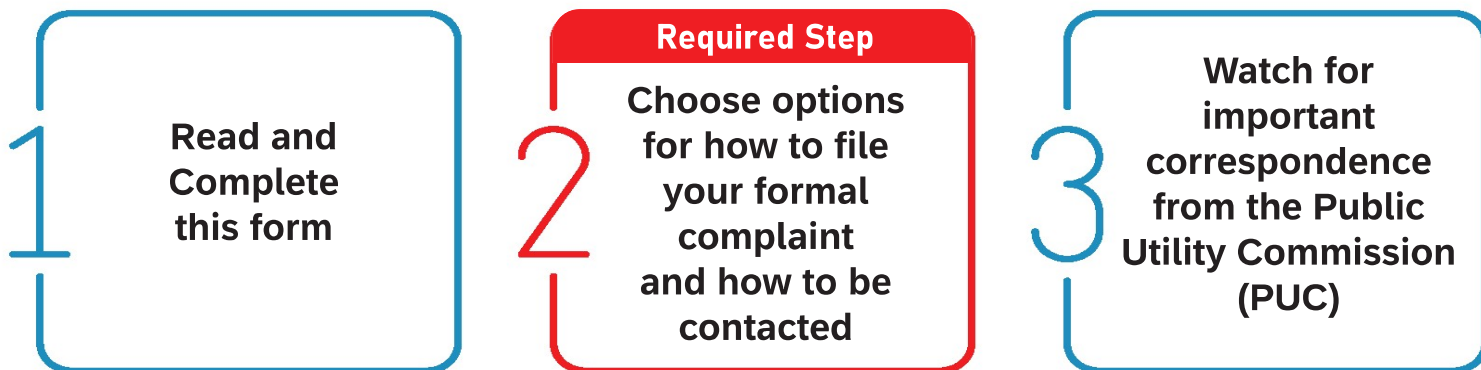 1
Read and
Complete
this form
Required Step
2
Choose options
for how to file
your formal
complaint
and how to be
contacted
3
Watch for
important
correspondence
from the Public
Utility Commission
(PUC)